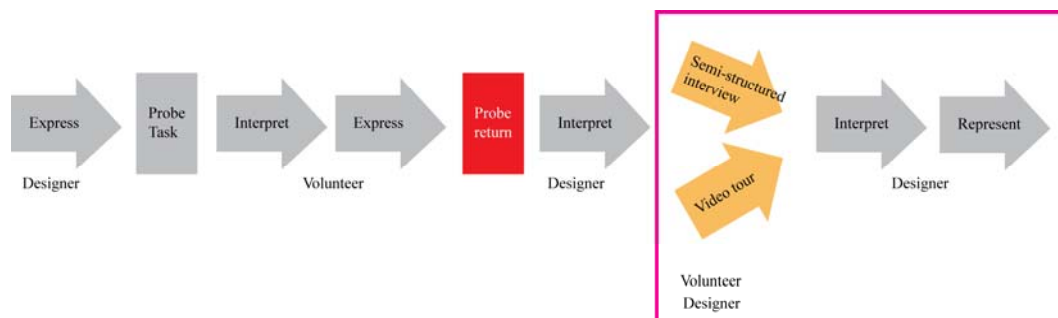 Express
Probe
Task
Interpret
Express
Probe
return
Interpret
Semi-structured
interview
Video tour
Interpret
Represent
Designer
Volunteer
Designer
Designer
Volunteer
Designer